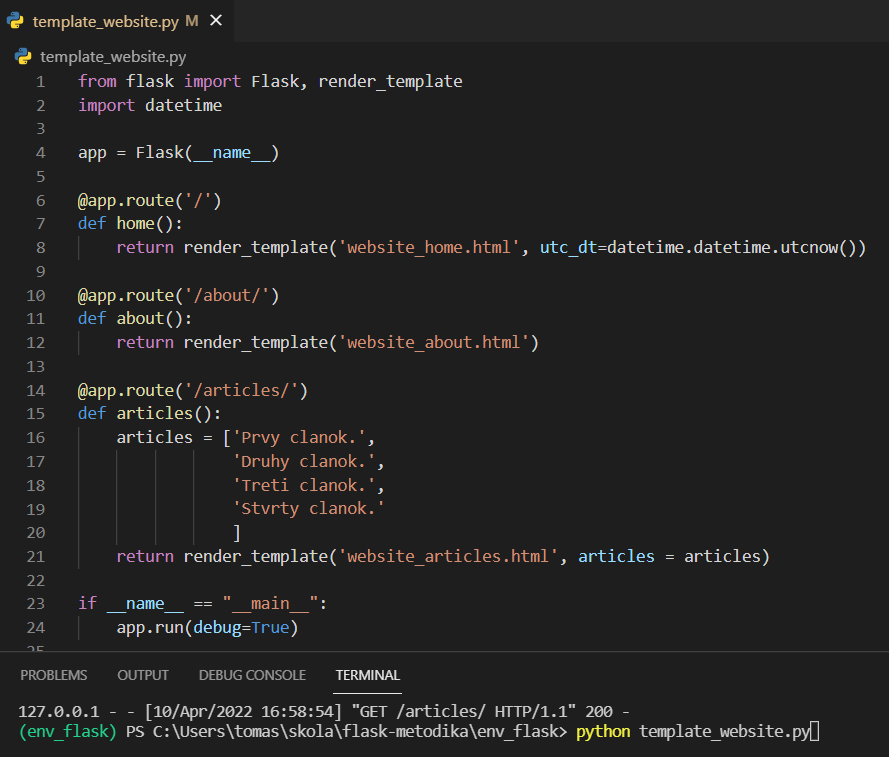 template_website.py M ×
template_website.py
1 from flask import Flask, render_template
2 import datetime
3
4 app = Flask(__name__)
5
6 @app.route('/')
7 def home():
8     return render_template('website_home.html', utc_dt=datetime.datetime.utcnow())
9
10 @app.route('/about/')
11 def about():
12     return render_template('website_about.html')
13
14 @app.route('/articles/')
15 def articles():
16     articles = ['Prvy clanok.',
17                 'Druhy clanok.',
18                 'Treti clanok.',
19                 'Stvrty clanok.'
20                 ]
21     return render_template('website_articles.html', articles = articles)
22
23 if __name__ == "__main__":
24     app.run(debug=True)
25
PROBLEMS OUTPUT DEBUG CONSOLE TERMINAL
127.0.0.1 - - [10/Apr/2022 16:58:54] "GET /articles/ HTTP/1.1" 200 -
(env_flask) PS C:\Users\tomas\skola\flask-metodika\env_flask> python template_website.py